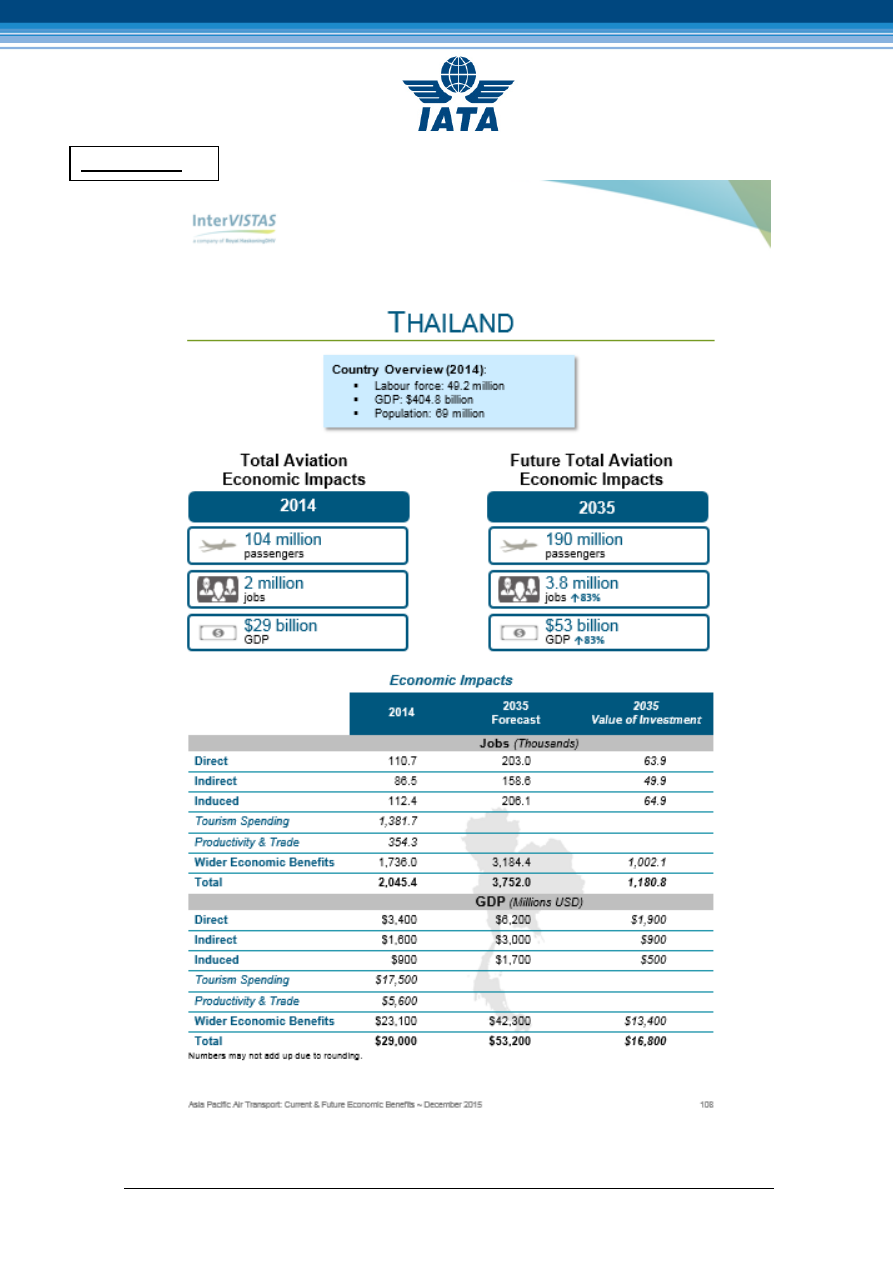 IATA
InterVISTAS
a company of Royal HaskoningDHV
THAILAND
Country Overview (2014):
▪ Labour force: 49.2 million
▪ GDP: $404.8 billion
▪ Population: 69 million
Total Aviation
Economic Impacts
2014
104 million
passengers
2 million
jobs
$29 billion
GDP
Future Total Aviation
Economic Impacts
2035
190 million
passengers
3.8 million
jobs ↑83%
$53 billion
GDP ↑83%
Economic Impacts
2014 2035 Forecast 2035 Value of Investment
Jobs (Thousands)
Direct 110.7 203.0 63.9
Indirect 86.5 158.6 49.9
Induced 112.4 206.1 64.9
Tourism Spending 1,381.7
Productivity & Trade 354.3
Wider Economic Benefits 1,736.0 3,184.4 1,002.1
Total 2,045.4 3,752.0 1,180.8
GDP (Millions USD)
Direct $3,400 $6,200 $1,900
Indirect $1,600 $3,000 $900
Induced $900 $1,700 $500
Tourism Spending $17,500
Productivity & Trade $5,600
Wider Economic Benefits $23,100 $42,300 $13,400
Total $29,000 $53,200 $16,800
Numbers may not add up due to rounding.
Asia Pacific Air Transport: Current & Future Economic Benefits – December 2015 108